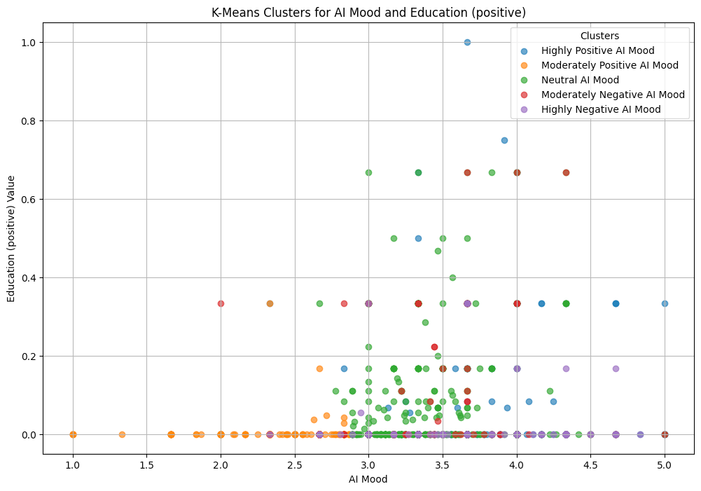 K-Means Clusters for AI Mood and Education (positive)
Clusters
Highly Positive AI Mood
Moderately Positive AI Mood
Neutral AI Mood
Moderately Negative AI Mood
Highly Negative AI Mood
Education (positive) Value
1.0
0.8
0.6
0.4
0.2
0.0
1.0 1.5 2.0 2.5 3.0 3.5 4.0 4.5 5.0
AI Mood